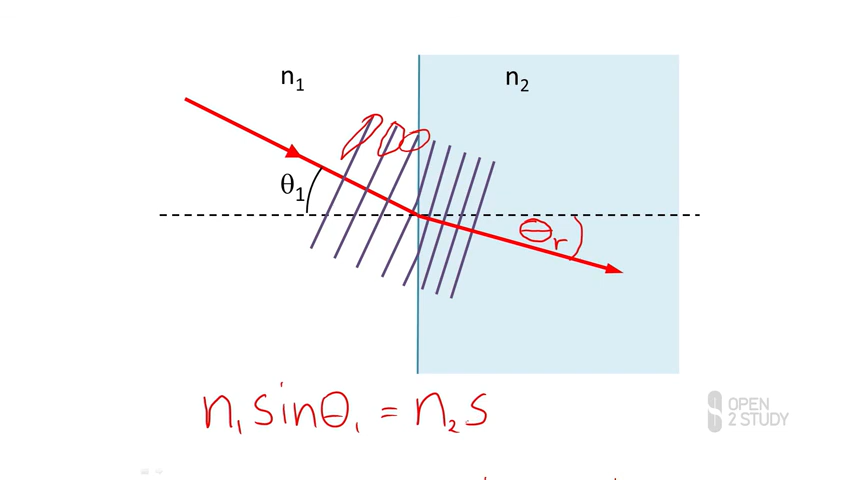 n₁ n₂
θ₁
θr
n₁ sinθ₁ = n₂ s
OPEN
2 STUDY